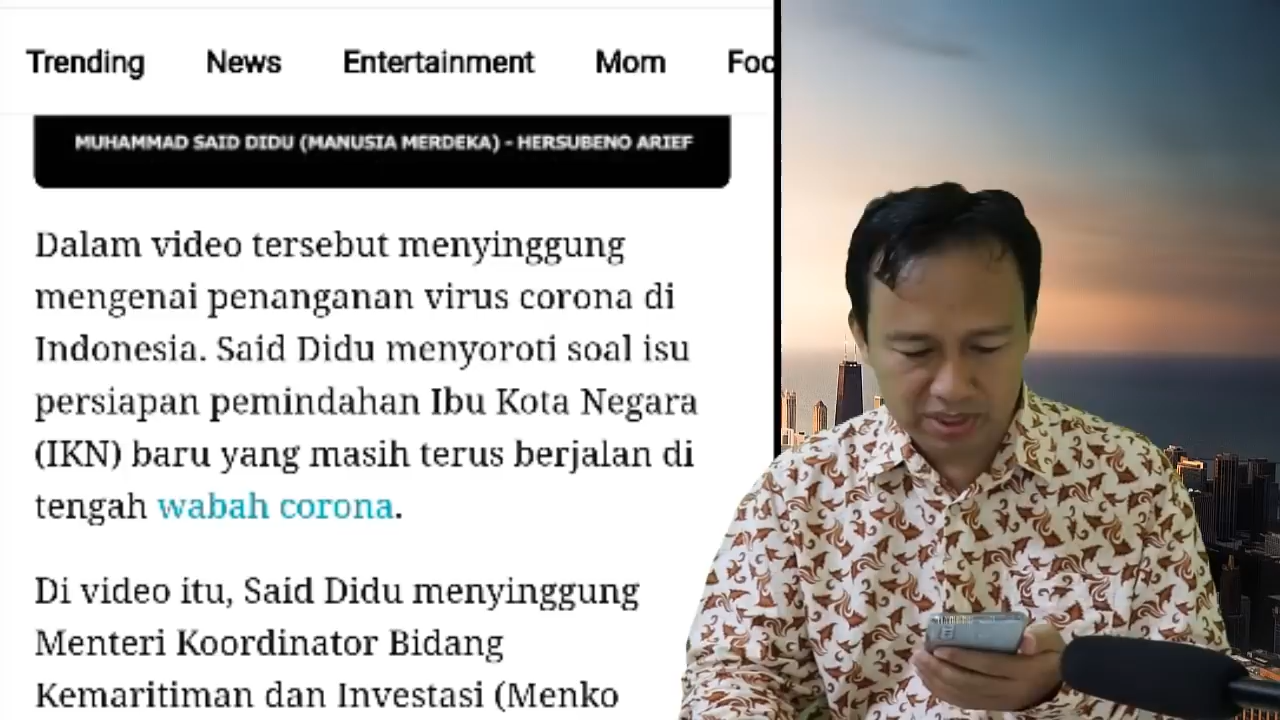 Trending News Entertainment Mom
MUHAMMAD SAID DIDU (MANUSIA MERDEKA) - HERSUBENO ARIEF
Dalam video tersebut menyinggung
mengenai penanganan virus corona di
Indonesia. Said Didu menyoroti soal isu
persiapan pemindahan Ibu Kota Negara
(IKN) baru yang masih terus berjalan di
tengah wabah corona.
Di video itu, Said Didu menyinggung
Menteri Koordinator Bidang
Kemaritiman dan Investasi (Menko